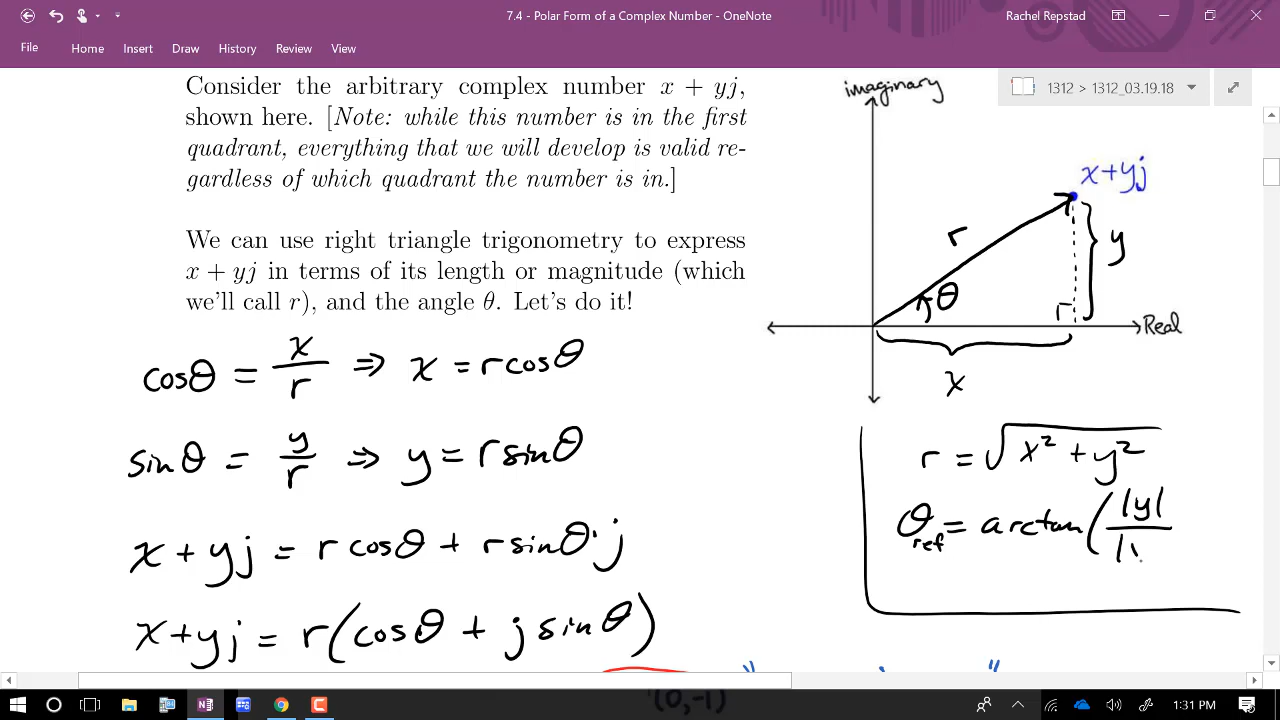 7.4 - Polar Form of a Complex Number - OneNote
Rachel Repstad
File Home Insert Draw History Review View
1312 > 1312_03.19.18
Consider the arbitrary complex number x + yj,
shown here. [Note: while this number is in the first
quadrant, everything that we will develop is valid re-
gardless of which quadrant the number is in.]
We can use right triangle trigonometry to express
x + yj in terms of its length or magnitude (which
we'll call r), and the angle θ. Let's do it!
imaginary
x+yj
r
y
θ
Real
x
cosθ = x/r ⇒ x = rcosθ
sinθ = y/r ⇒ y = rsinθ
x + yj = rcosθ + rsinθ·j
x+yj = r(cosθ + j sinθ)
r = √x² + y²
θref = arctan(|y|/|
" "
(0,-1)
1:31 PM